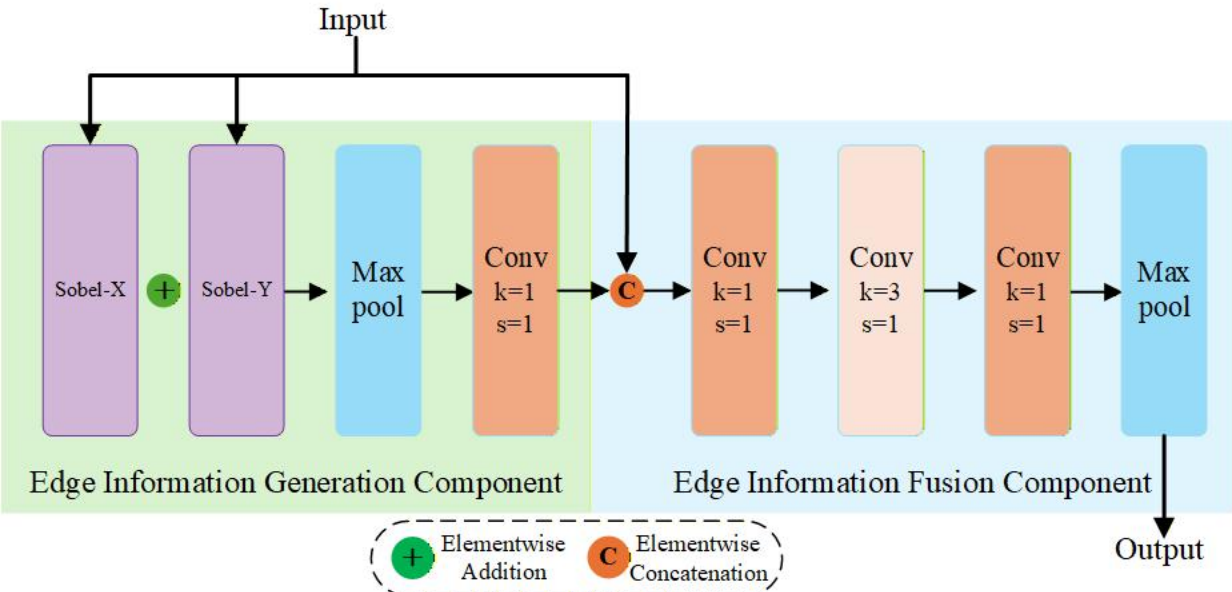 Input
Sobel-X
+
Sobel-Y
Max
pool
Conv
k=1
s=1
C
Conv
k=1
s=1
Conv
k=3
s=1
Conv
k=1
s=1
Max
pool
Edge Information Generation Component
Edge Information Fusion Component
+
Elementwise
Addition
C
Elementwise
Concatenation
Output